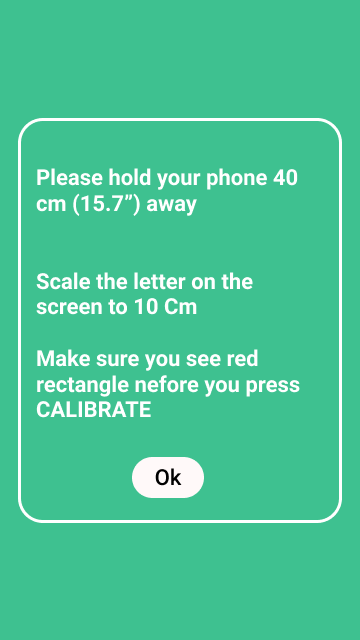 Please hold your phone 40
cm (15.7”) away
Scale the letter on the
screen to 10 Cm
Make sure you see red
rectangle nefore you press
CALIBRATE
Ok